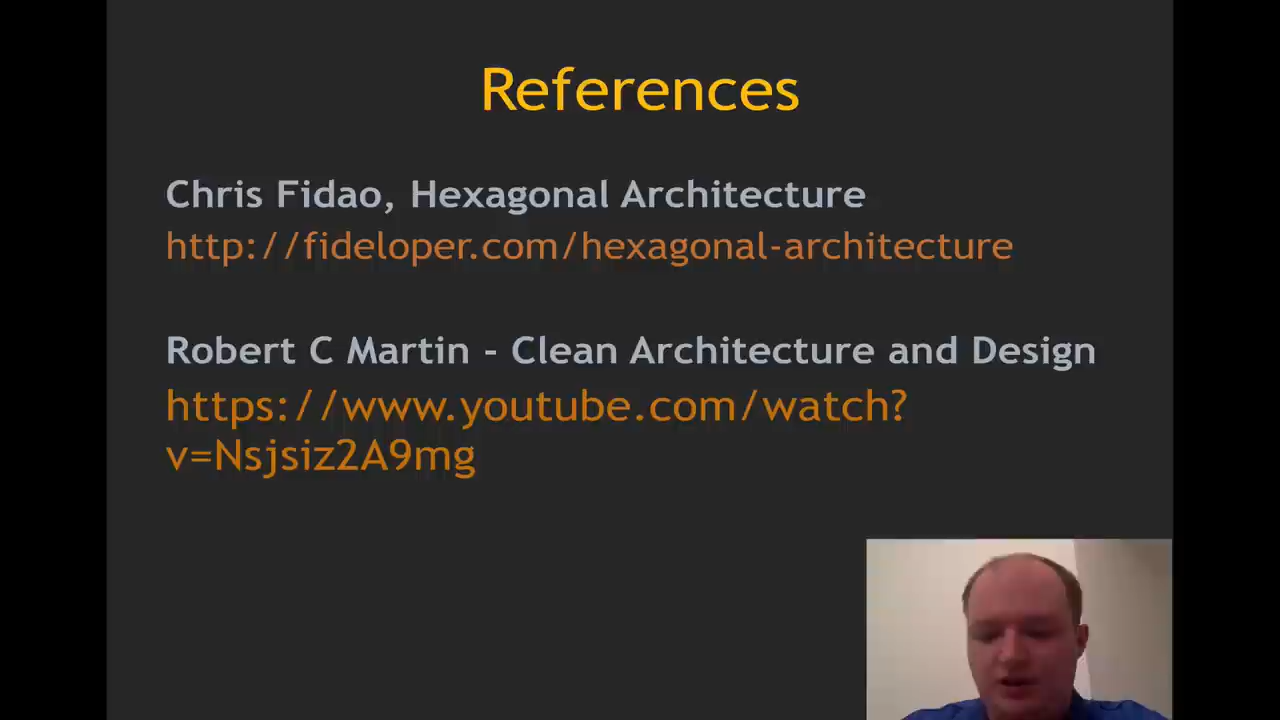 References
Chris Fidao, Hexagonal Architecture
http://fideloper.com/hexagonal-architecture
Robert C Martin - Clean Architecture and Design
https://www.youtube.com/watch?
v=Nsjsiz2A9mg